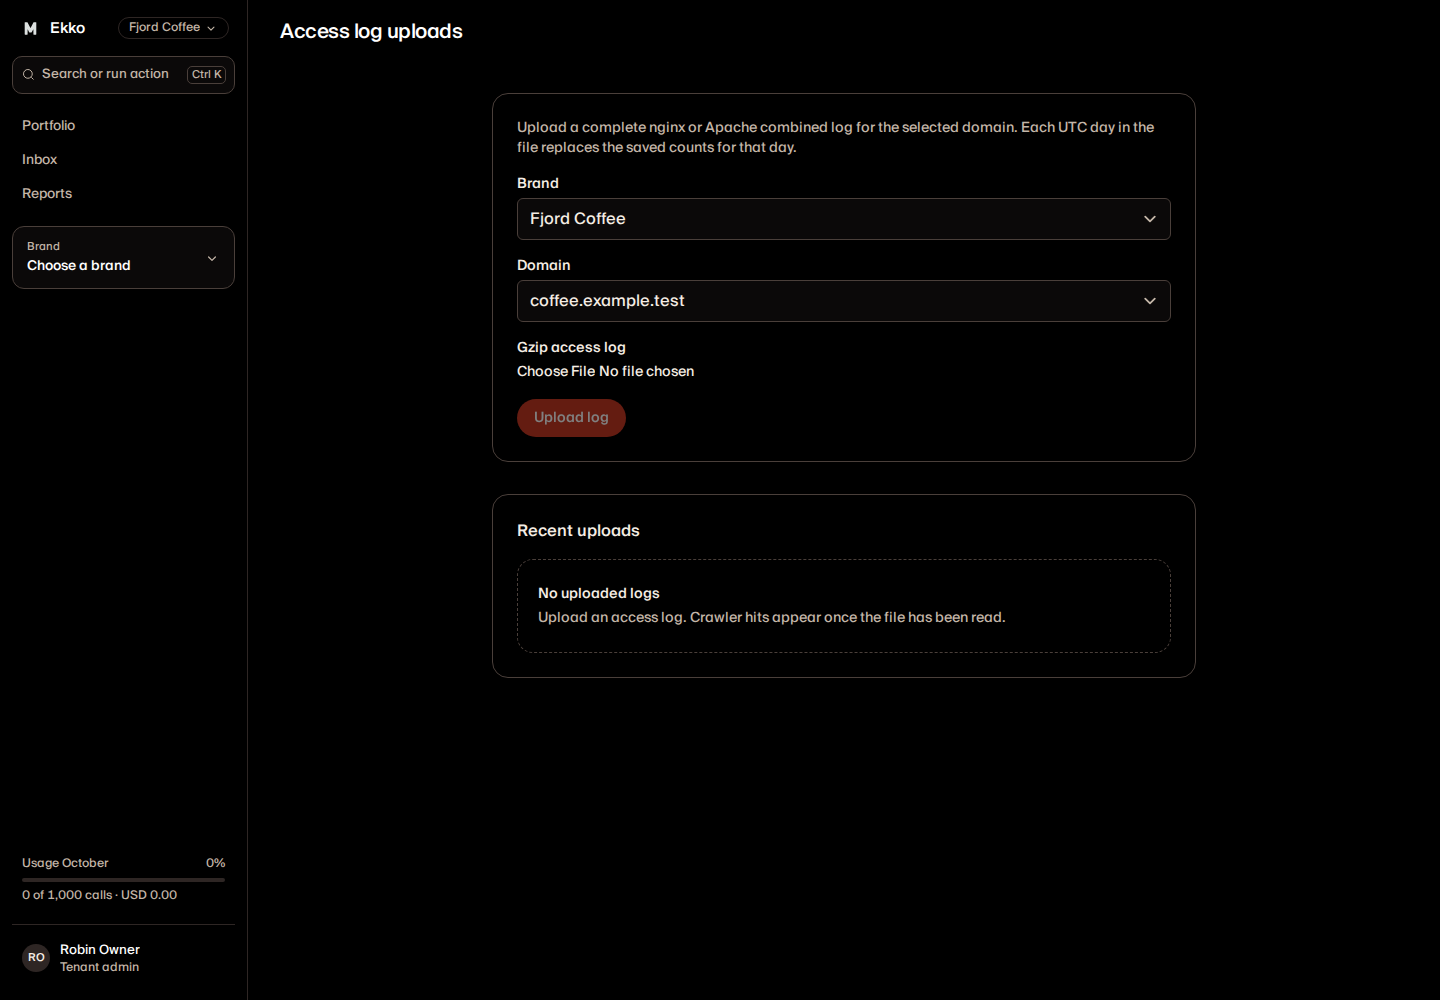 Ekko
Fjord Coffee
Search or run action
Ctrl K
Portfolio
Inbox
Reports
Brand
Choose a brand
Usage October
0%
0 of 1,000 calls · USD 0.00
RO
Robin Owner
Tenant admin
Access log uploads
Upload a complete nginx or Apache combined log for the selected domain. Each UTC day in the
file replaces the saved counts for that day.
Brand
Fjord Coffee
Domain
coffee.example.test
Gzip access log
Choose File No file chosen
Upload log
Recent uploads
No uploaded logs
Upload an access log. Crawler hits appear once the file has been read.